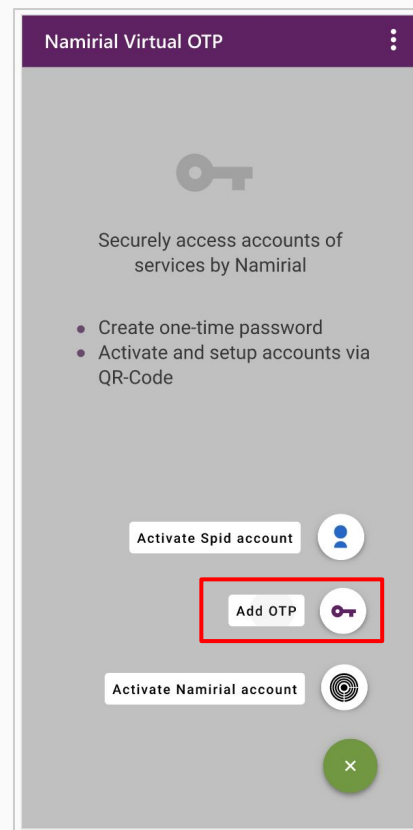 Namirial Virtual OTP
Securely access accounts of
services by Namirial
Create one-time password
Activate and setup accounts via
QR-Code
Activate Spid account
Add OTP
Activate Namirial account